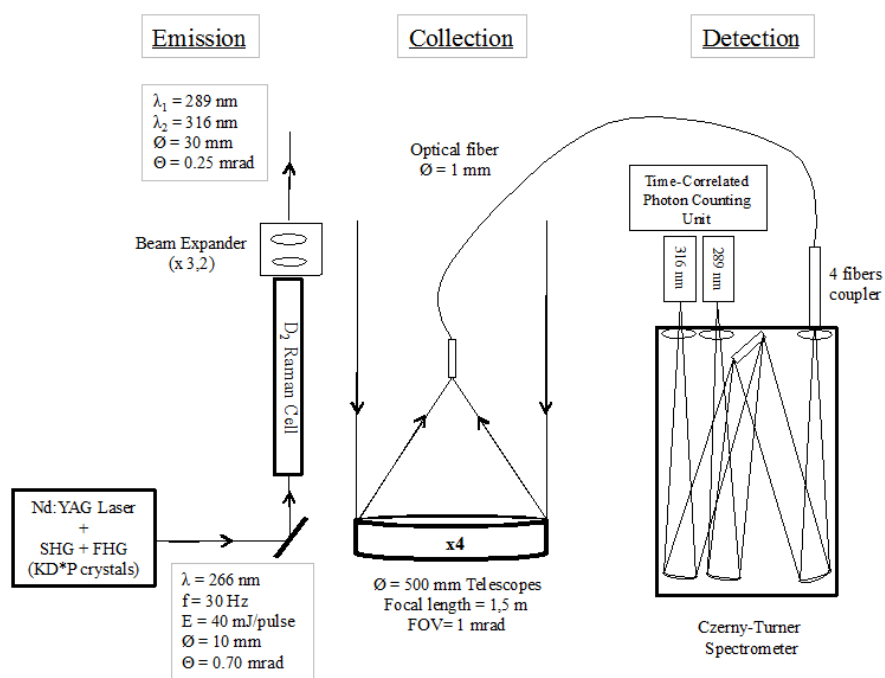 Emission
Collection
Detection
λ₁ = 289 nm
λ₂ = 316 nm
Ø = 30 mm
Θ = 0.25 mrad
Optical fiber
Ø = 1 mm
Time-Correlated
Photon Counting
Unit
316 nm
289 nm
4 fibers
coupler
Beam Expander
(x 3,2)
D₂ Raman Cell
Nd:YAG Laser
+
SHG + FHG
(KD*P crystals)
λ = 266 nm
f = 30 Hz
E = 40 mJ/pulse
Ø = 10 mm
Θ = 0.70 mrad
x4
Ø = 500 mm Telescopes
Focal length = 1,5 m
FOV= 1 mrad
Czerny-Turner
Spectrometer